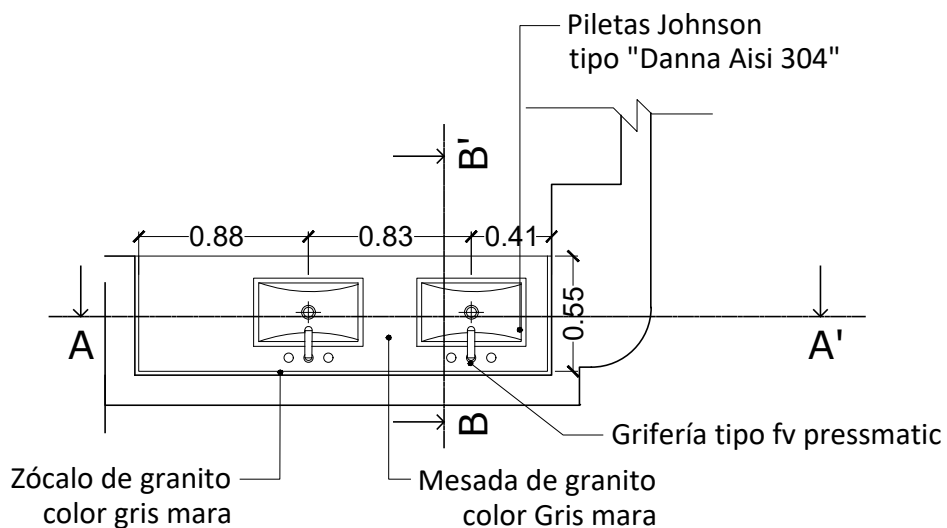 Piletas Johnson
tipo "Danna Aisi 304"
B'
0.88
0.83
0.41
0.55
A
A'
B
Grifería tipo fv pressmatic
Zócalo de granito
color gris mara
Mesada de granito
color Gris mara